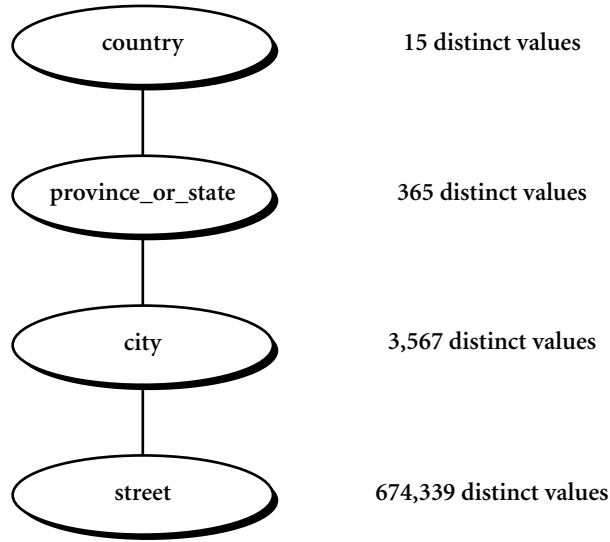 country 15 distinct values
province_or_state 365 distinct values
city 3,567 distinct values
street 674,339 distinct values